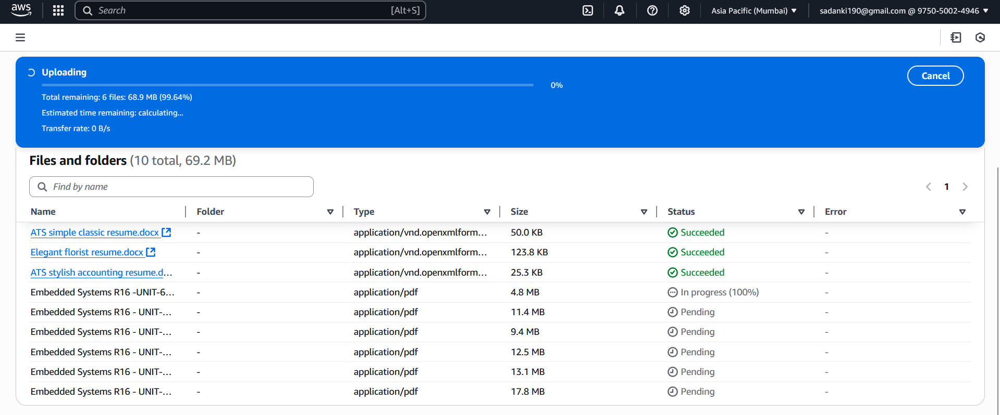 aws Search [Alt+S] Asia Pacific (Mumbai) sadanki190@gmail.com @ 9750-5002-4946
Uploading Cancel
0%
Total remaining: 6 files: 68.9 MB (99.64%)
Estimated time remaining: calculating...
Transfer rate: 0 B/s
Files and folders (10 total, 69.2 MB)
Find by name 1
Name Folder Type Size Status Error
ATS simple classic resume.docx - application/vnd.openxmlform... 50.0 KB Succeeded -
Elegant florist resume.docx - application/vnd.openxmlform... 123.8 KB Succeeded -
ATS stylish accounting resume.d... - application/vnd.openxmlform... 25.3 KB Succeeded -
Embedded Systems R16 -UNIT-6... - application/pdf 4.8 MB In progress (100%) -
Embedded Systems R16 - UNIT-... - application/pdf 11.4 MB Pending -
Embedded Systems R16 - UNIT-... - application/pdf 9.4 MB Pending -
Embedded Systems R16 - UNIT-... - application/pdf 12.5 MB Pending -
Embedded Systems R16 - UNIT-... - application/pdf 13.1 MB Pending -
Embedded Systems R16 - UNIT-... - application/pdf 17.8 MB Pending -